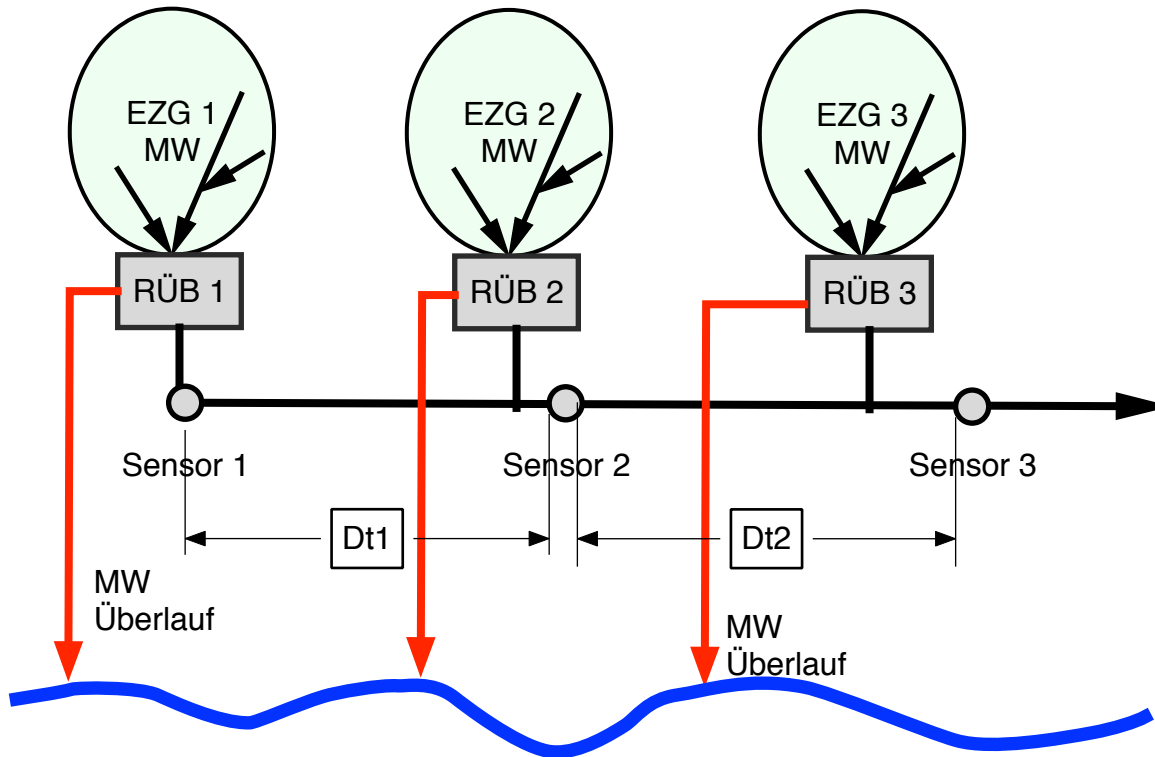 EZG 1
MW
EZG 2
MW
EZG 3
MW
RÜB 1
RÜB 2
RÜB 3
Sensor 1
Sensor 2
Sensor 3
Dt1
Dt2
MW
Überlauf
MW
Überlauf